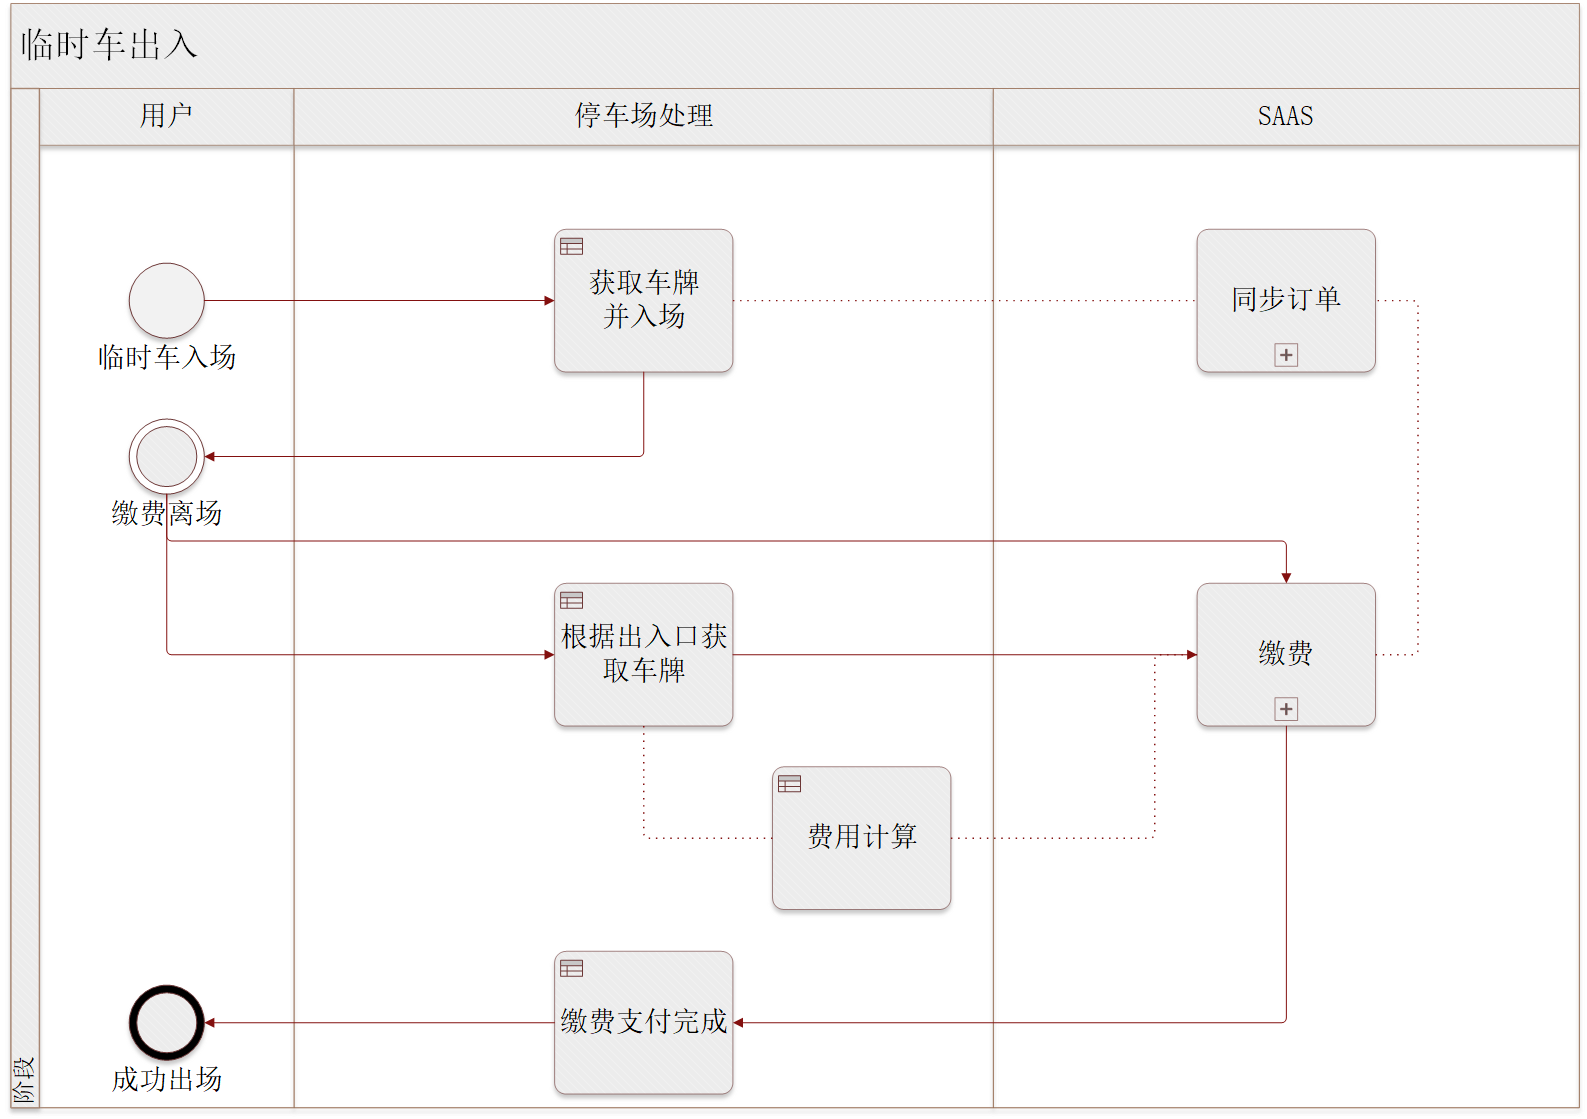 临时车出入
用户
停车场处理
SAAS
获取车牌
并入场
同步订单
临时车入场
缴费离场
根据出入口获
取车牌
缴费
费用计算
缴费支付完成
成功出场
阶段